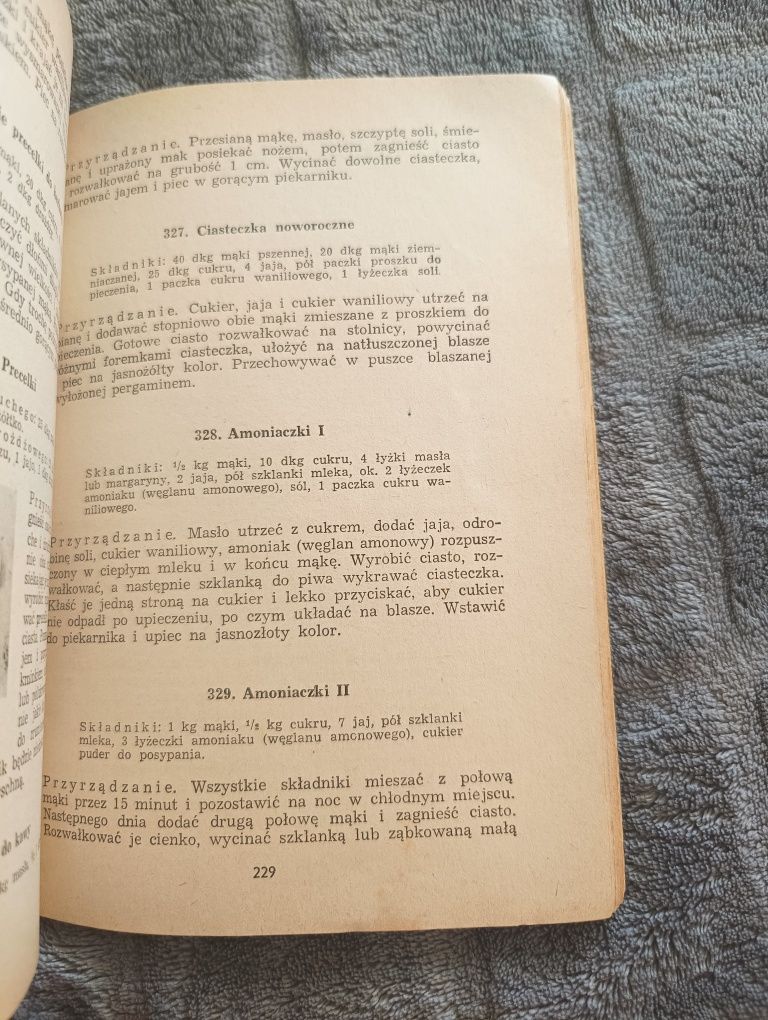 Przyrządzanie. Przesianą mąkę, masło, szczyptę soli, śmie-
tanę i uprażony mak posiekać nożem, potem zagnieść ciasto
i rozwałkować na grubość 1 cm. Wycinać dowolne ciasteczka,
smarować jajem i piec w gorącym piekarniku.
327. Ciasteczka noworoczne
Składniki: 40 dkg mąki pszennej, 20 dkg mąki ziem-
niaczanej, 25 dkg cukru, 4 jaja, pół paczki proszku do
pieczenia, 1 paczka cukru waniliowego, 1 łyżeczka soli.
Przyrządzanie. Cukier, jaja i cukier waniliowy utrzeć na
pianę i dodawać stopniowo obie mąki zmieszane z proszkiem do
pieczenia. Gotowe ciasto rozwałkować na stolnicy, powycinać
różnymi foremkami ciasteczka, ułożyć na natłuszczonej blasze
i piec na jasnożółty kolor. Przechowywać w puszce blaszanej
wyłożonej pergaminem.
328. Amoniaczki I
Składniki: ½ kg mąki, 10 dkg cukru, 4 łyżki masła
lub margaryny, 2 jaja, pół szklanki mleka, ok. 2 łyżeczek
amoniaku (węglanu amonowego), sól, 1 paczka cukru wa-
niliowego.
Przyrządzanie. Masło utrzeć z cukrem, dodać jaja, odro-
binę soli, cukier waniliowy, amoniak (węglan amonowy) rozpusz-
czony w ciepłym mleku i w końcu mąkę. Wyrobić ciasto, roz-
wałkować, a następnie szklanką do piwa wykrawać ciasteczka.
Kłaść je jedną stroną na cukier i lekko przyciskać, aby cukier
nie odpadł po upieczeniu, po czym układać na blasze. Wstawić
do piekarnika i upiec na jasnozłoty kolor.
329. Amoniaczki II
Składniki: 1 kg mąki, ½ kg cukru, 7 jaj, pół szklanki
mleka, 3 łyżeczki amoniaku (węglanu amonowego), cukier
puder do posypania.
Przyrządzanie. Wszystkie składniki mieszać z połową
mąki przez 15 minut i pozostawić na noc w chłodnym miejscu.
Następnego dnia dodać drugą połowę mąki i zagnieść ciasto.
Rozwałkować je cienko, wycinać szklanką lub ząbkowaną małą
229
precelki do
Precelki
do kawy